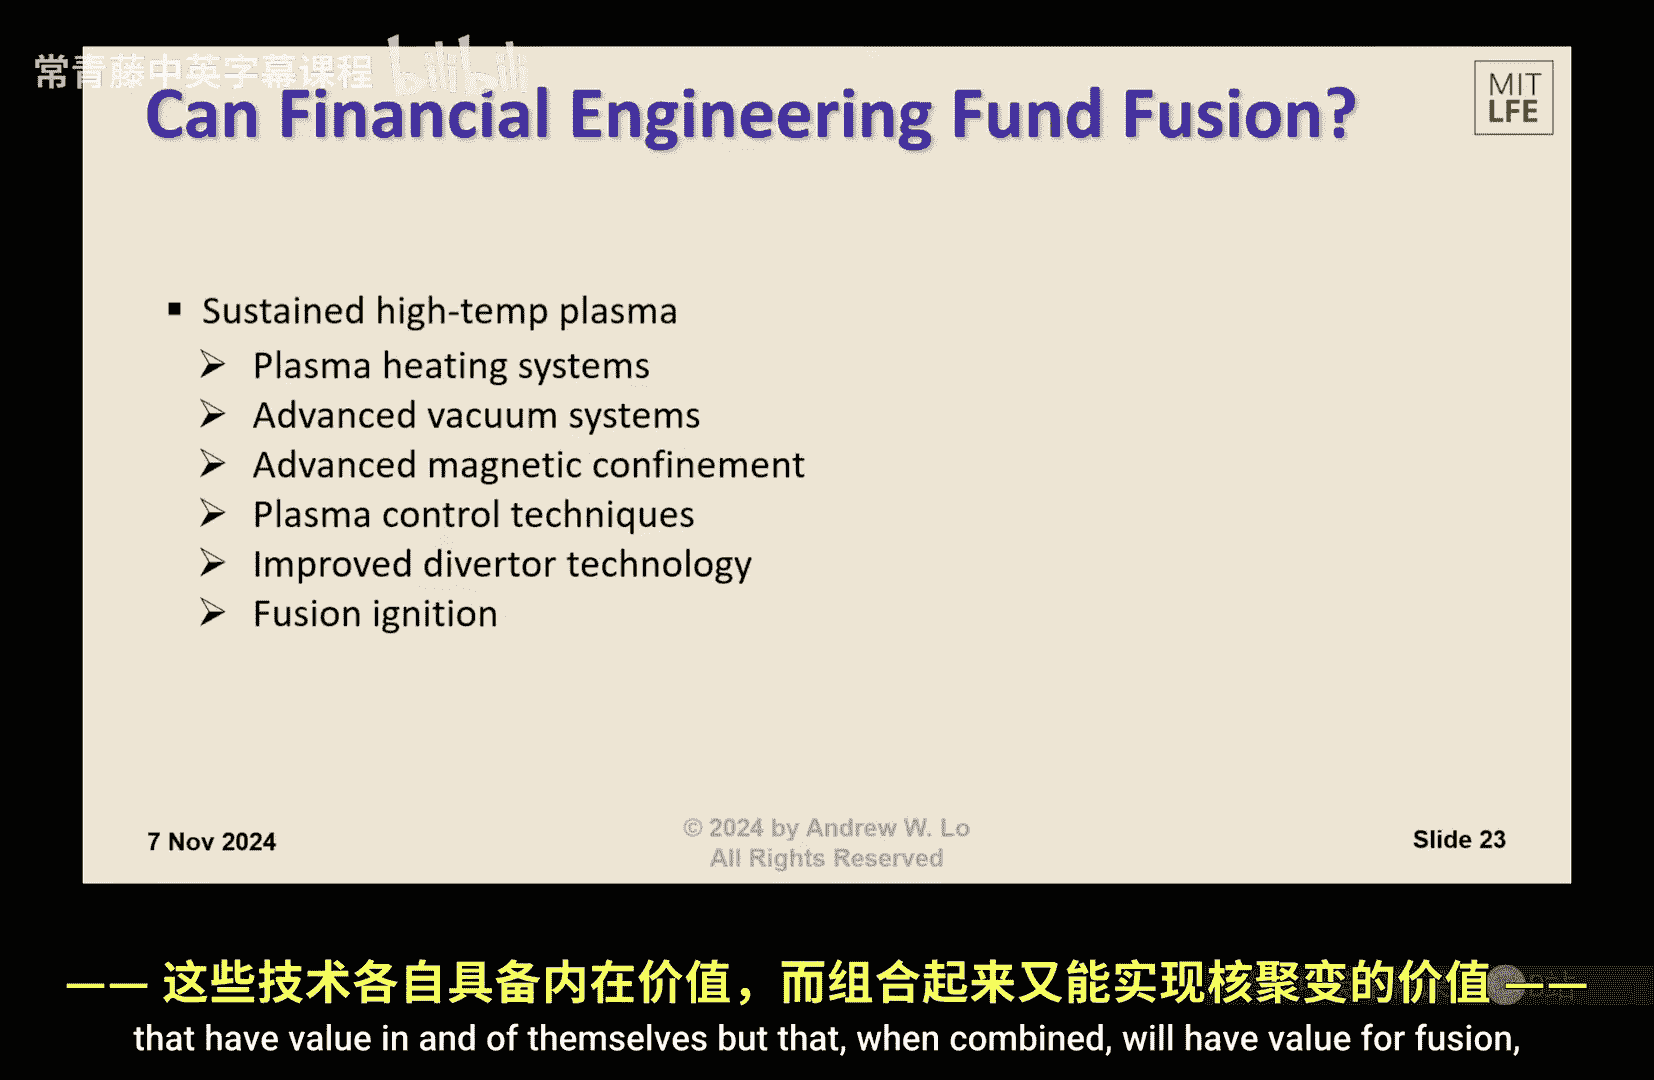 常青藤中英字幕课程 bilibili
Can Financial Engineering Fund Fusion?
MIT
LFE
▪ Sustained high-temp plasma
➢ Plasma heating systems
➢ Advanced vacuum systems
➢ Advanced magnetic confinement
➢ Plasma control techniques
➢ Improved divertor technology
➢ Fusion ignition
7 Nov 2024
© 2024 by Andrew W. Lo
All Rights Reserved
Slide 23
—— 这些技术各自具备内在价值，而组合起来又能实现核聚变的价值 ——
that have value in and of themselves but that, when combined, will have value for fusion,